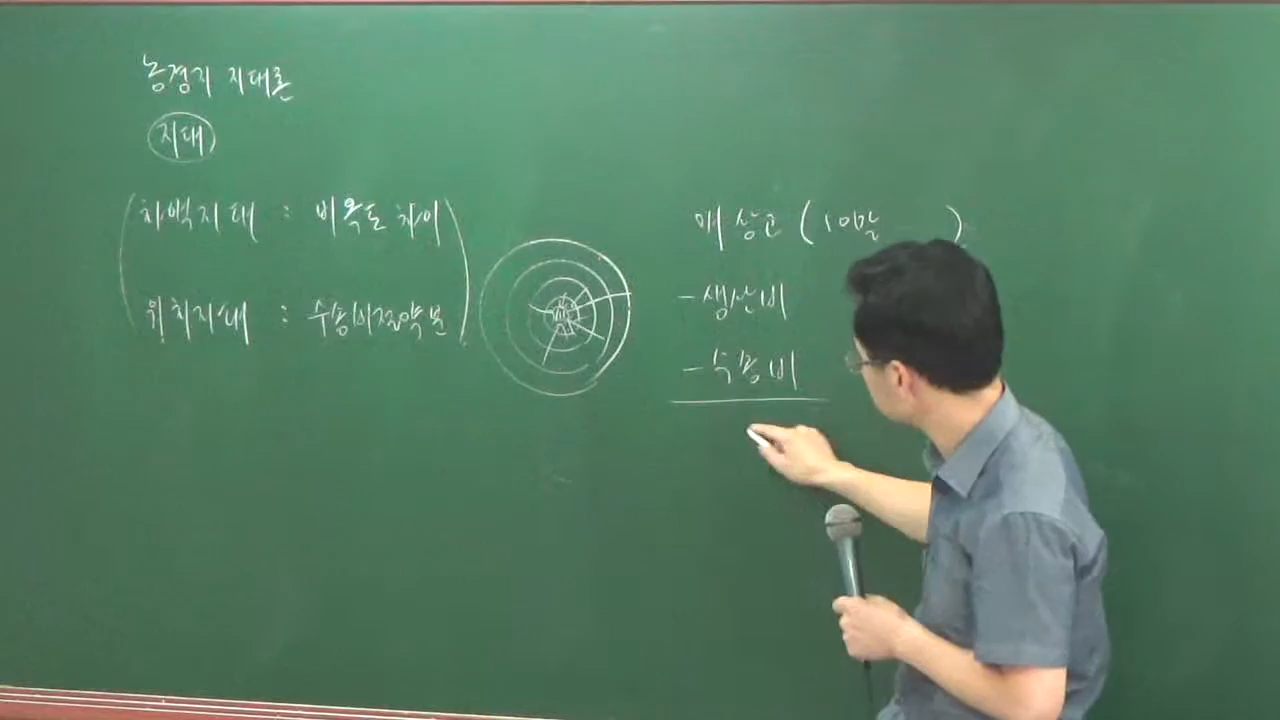 농경지 지대론
지대
차액지대 : 비옥도 차이
위치지대 : 수송비절약분
매상고 (100만 )
- 생산비
- 수송비